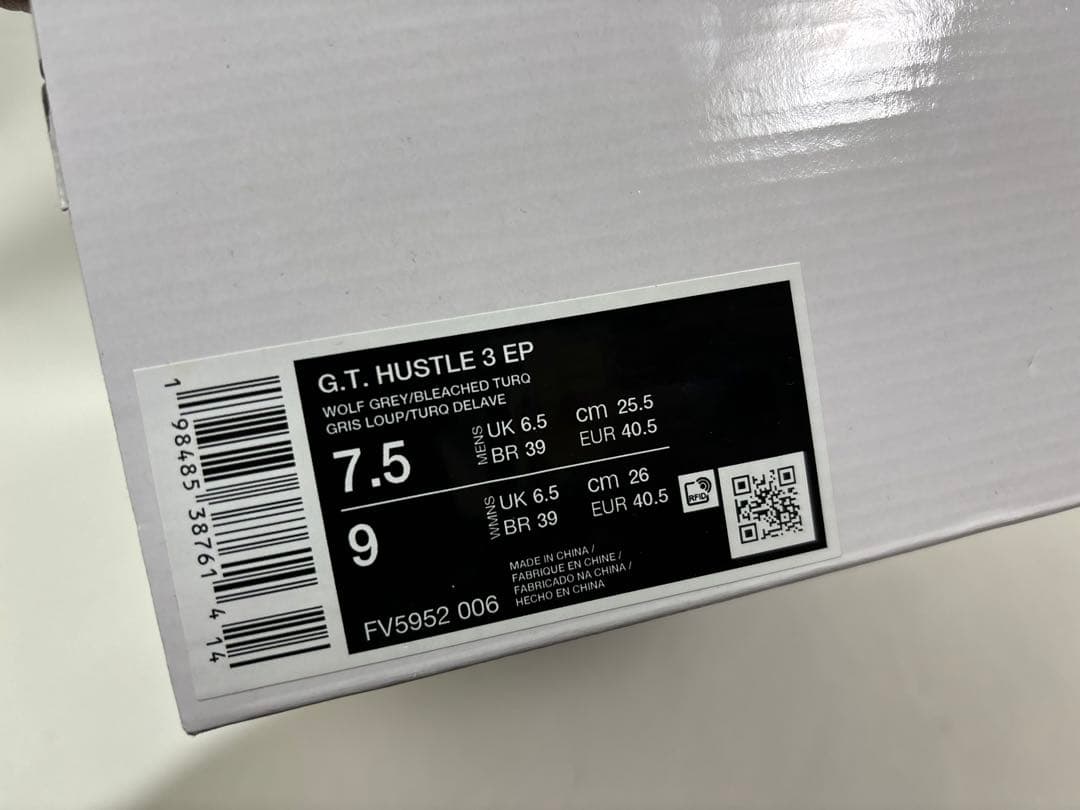 G.T. HUSTLE 3 EP
WOLF GREY/BLEACHED TURQ
GRIS LOUP/TURQ DELAVE
7.5
MENS
UK 6.5 cm 25.5
BR 39 EUR 40.5
9
WMNS
UK 6.5 cm 26
BR 39 EUR 40.5
RFID
MADE IN CHINA /
FABRIQUE EN CHINE /
FABRICADO NA CHINA /
HECHO EN CHINA
FV5952 006
1 98485 38761 4 14